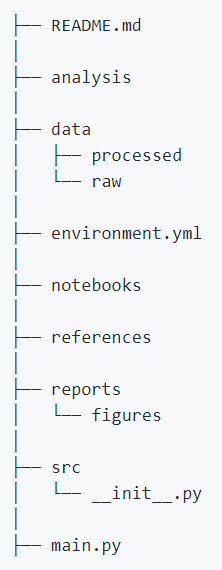 ├── README.md
│
├── analysis
│
├── data
│   ├── processed
│   └── raw
│
├── environment.yml
│
├── notebooks
│
├── references
│
├── reports
│   └── figures
│
├── src
│   └── __init__.py
│
├── main.py